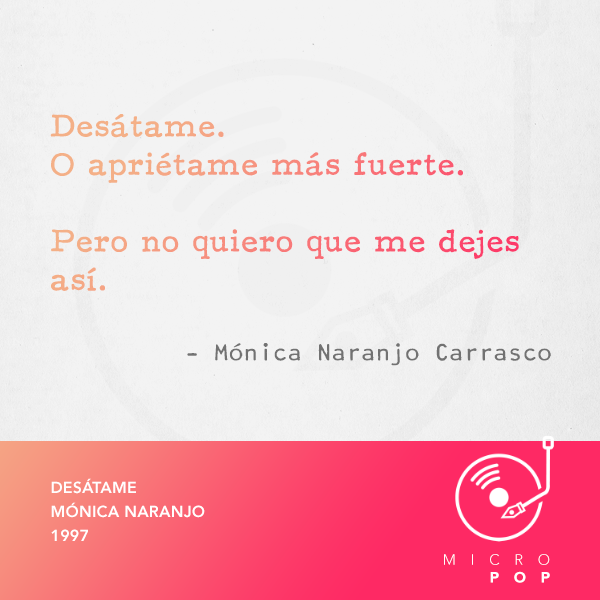 Desátame.
O apriétame más fuerte.
Pero no quiero que me dejes
así.
– Mónica Naranjo Carrasco
DESÁTAME
MÓNICA NARANJO
1997
MICRO
POP